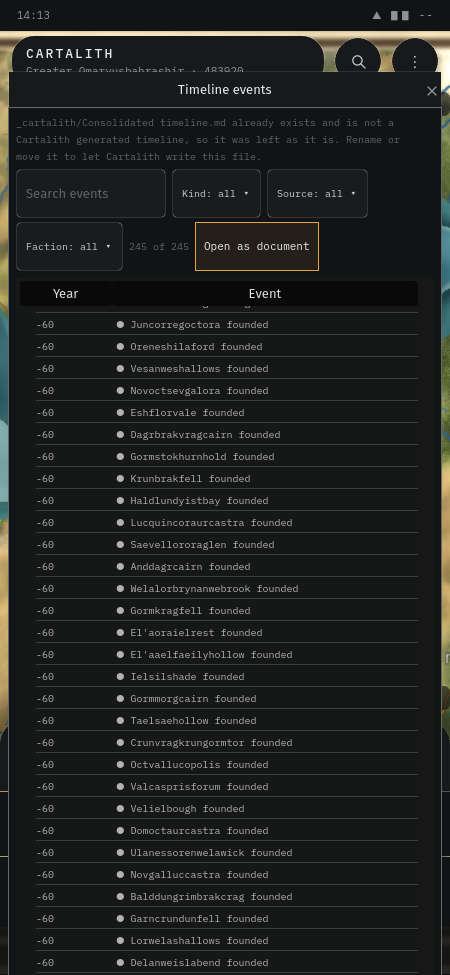 14:13
--
CARTALITH
Greater Omaryushahrashir · 483920
Timeline events
_cartalith/Consolidated timeline.md already exists and is not a
Cartalith generated timeline, so it was left as it is. Rename or
move it to let Cartalith write this file.
Search events
Kind: all
Source: all
Faction: all
245 of 245
Open as document
Year Event
-60 Juncorregoctora founded
-60 Oreneshilaford founded
-60 Vesanweshallows founded
-60 Novoctsevgalora founded
-60 Eshflorvale founded
-60 Dagrbrakvragcairn founded
-60 Gormstokhurnhold founded
-60 Krunbrakfell founded
-60 Haldlundyistbay founded
-60 Lucquincoraurcastra founded
-60 Saevellororaglen founded
-60 Anddagrcairn founded
-60 Welalorbrynanwebrook founded
-60 Gormkragfell founded
-60 El'aoraielrest founded
-60 El'aaelfaeilyhollow founded
-60 Ielsilshade founded
-60 Gormmorgcairn founded
-60 Taelsaehollow founded
-60 Crunvragkrungormtor founded
-60 Octvallucopolis founded
-60 Valcasprisforum founded
-60 Velielbough founded
-60 Domoctaurcastra founded
-60 Ulanessorenwelawick founded
-60 Novgalluccastra founded
-60 Balddungrimbrakcrag founded
-60 Garncrundunfell founded
-60 Lorwelashallows founded
-60 Delanweislabend founded